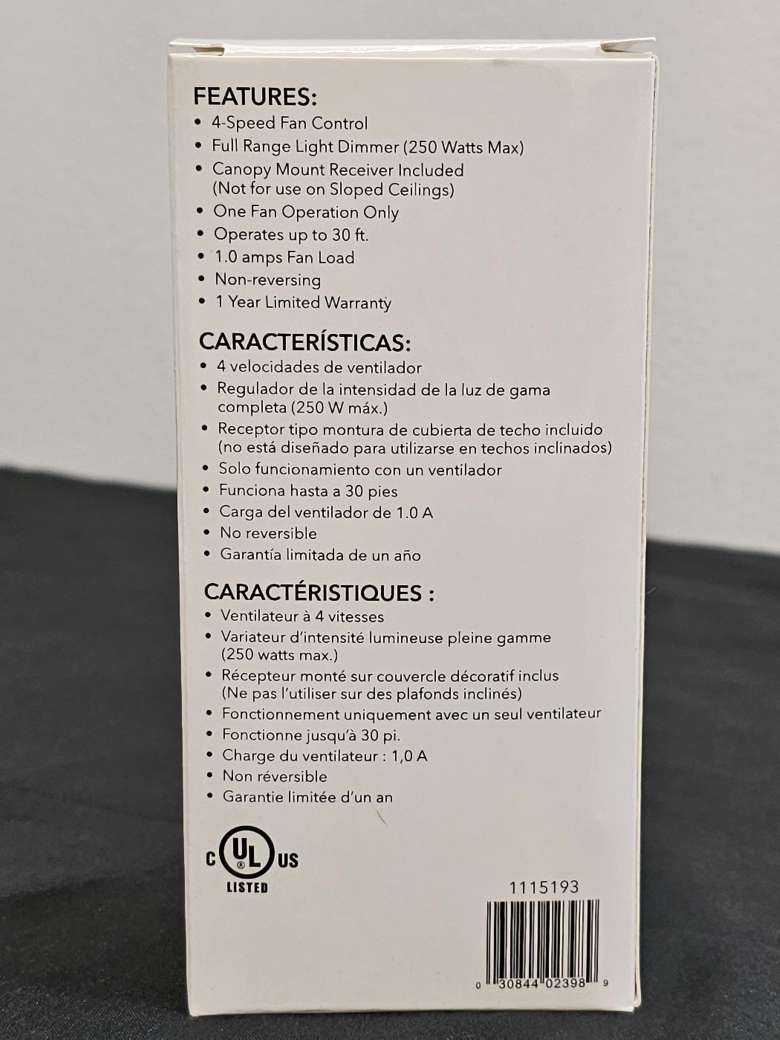 FEATURES:
• 4-Speed Fan Control
• Full Range Light Dimmer (250 Watts Max)
• Canopy Mount Receiver Included
(Not for use on Sloped Ceilings)
• One Fan Operation Only
• Operates up to 30 ft.
• 1.0 amps Fan Load
• Non-reversing
• 1 Year Limited Warranty
CARACTERÍSTICAS:
• 4 velocidades de ventilador
• Regulador de la intensidad de la luz de gama
completa (250 W máx.)
• Receptor tipo montura de cubierta de techo incluido
(no está diseñado para utilizarse en techos inclinados)
• Solo funcionamiento con un ventilador
• Funciona hasta a 30 pies
• Carga del ventilador de 1.0 A
• No reversible
• Garantía limitada de un año
CARACTÉRISTIQUES :
• Ventilateur à 4 vitesses
• Variateur d'intensité lumineuse pleine gamme
(250 watts max.)
• Récepteur monté sur couvercle décoratif inclus
(Ne pas l'utiliser sur des plafonds inclinés)
• Fonctionnement uniquement avec un seul ventilateur
• Fonctionne jusqu'à 30 pi.
• Charge du ventilateur : 1,0 A
• Non réversible
• Garantie limitée d'un an
C UL ® US
LISTED
1115193
0 30844 02398 9